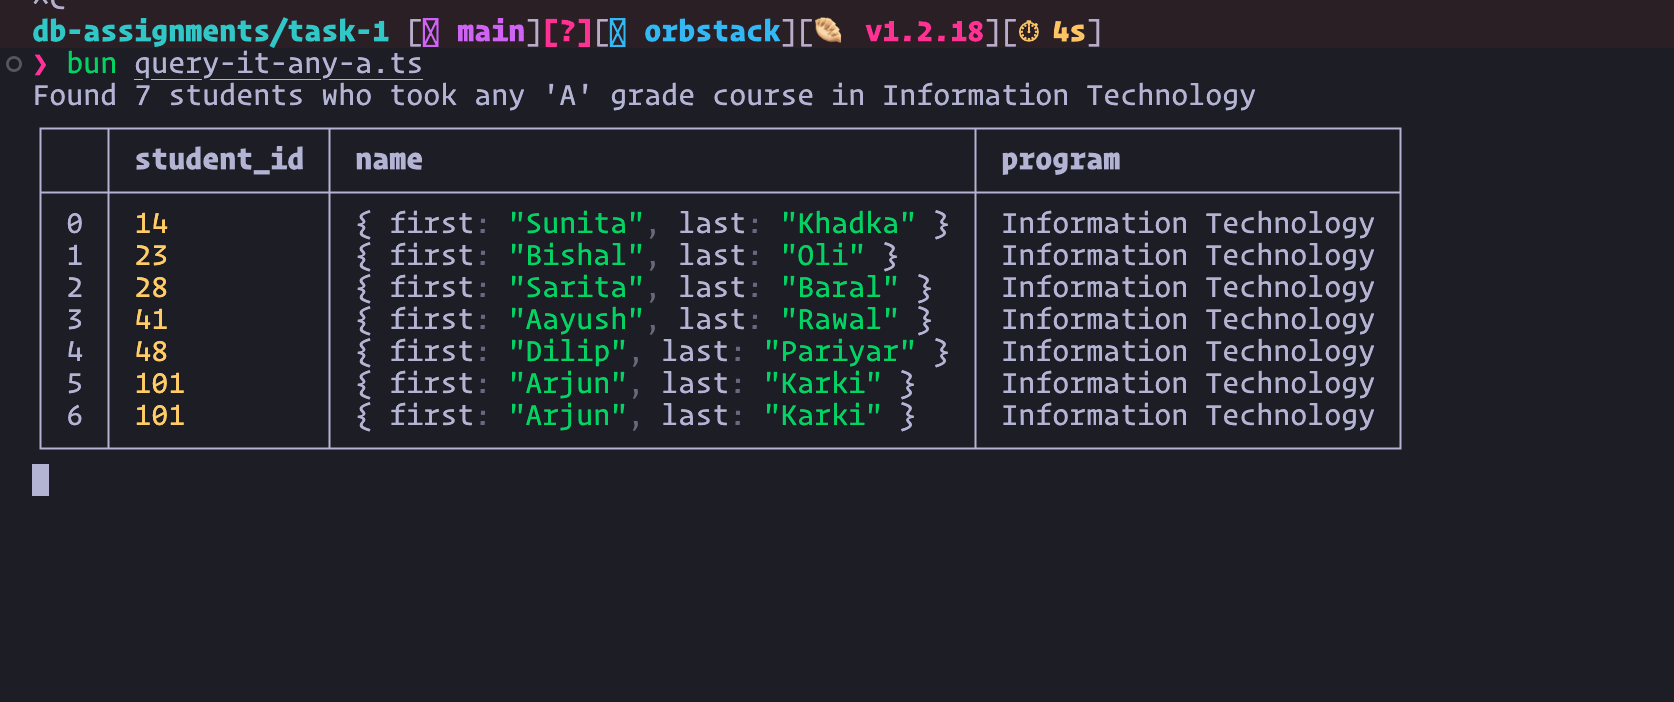 ^C
db-assignments/task-1 [ main][?][ orbstack][🥟 v1.2.18][⏱ 4s]
❯ bun query-it-any-a.ts
Found 7 students who took any 'A' grade course in Information Technology
student_id name program
0 14 { first: "Sunita", last: "Khadka" } Information Technology
1 23 { first: "Bishal", last: "Oli" } Information Technology
2 28 { first: "Sarita", last: "Baral" } Information Technology
3 41 { first: "Aayush", last: "Rawal" } Information Technology
4 48 { first: "Dilip", last: "Pariyar" } Information Technology
5 101 { first: "Arjun", last: "Karki" } Information Technology
6 101 { first: "Arjun", last: "Karki" } Information Technology